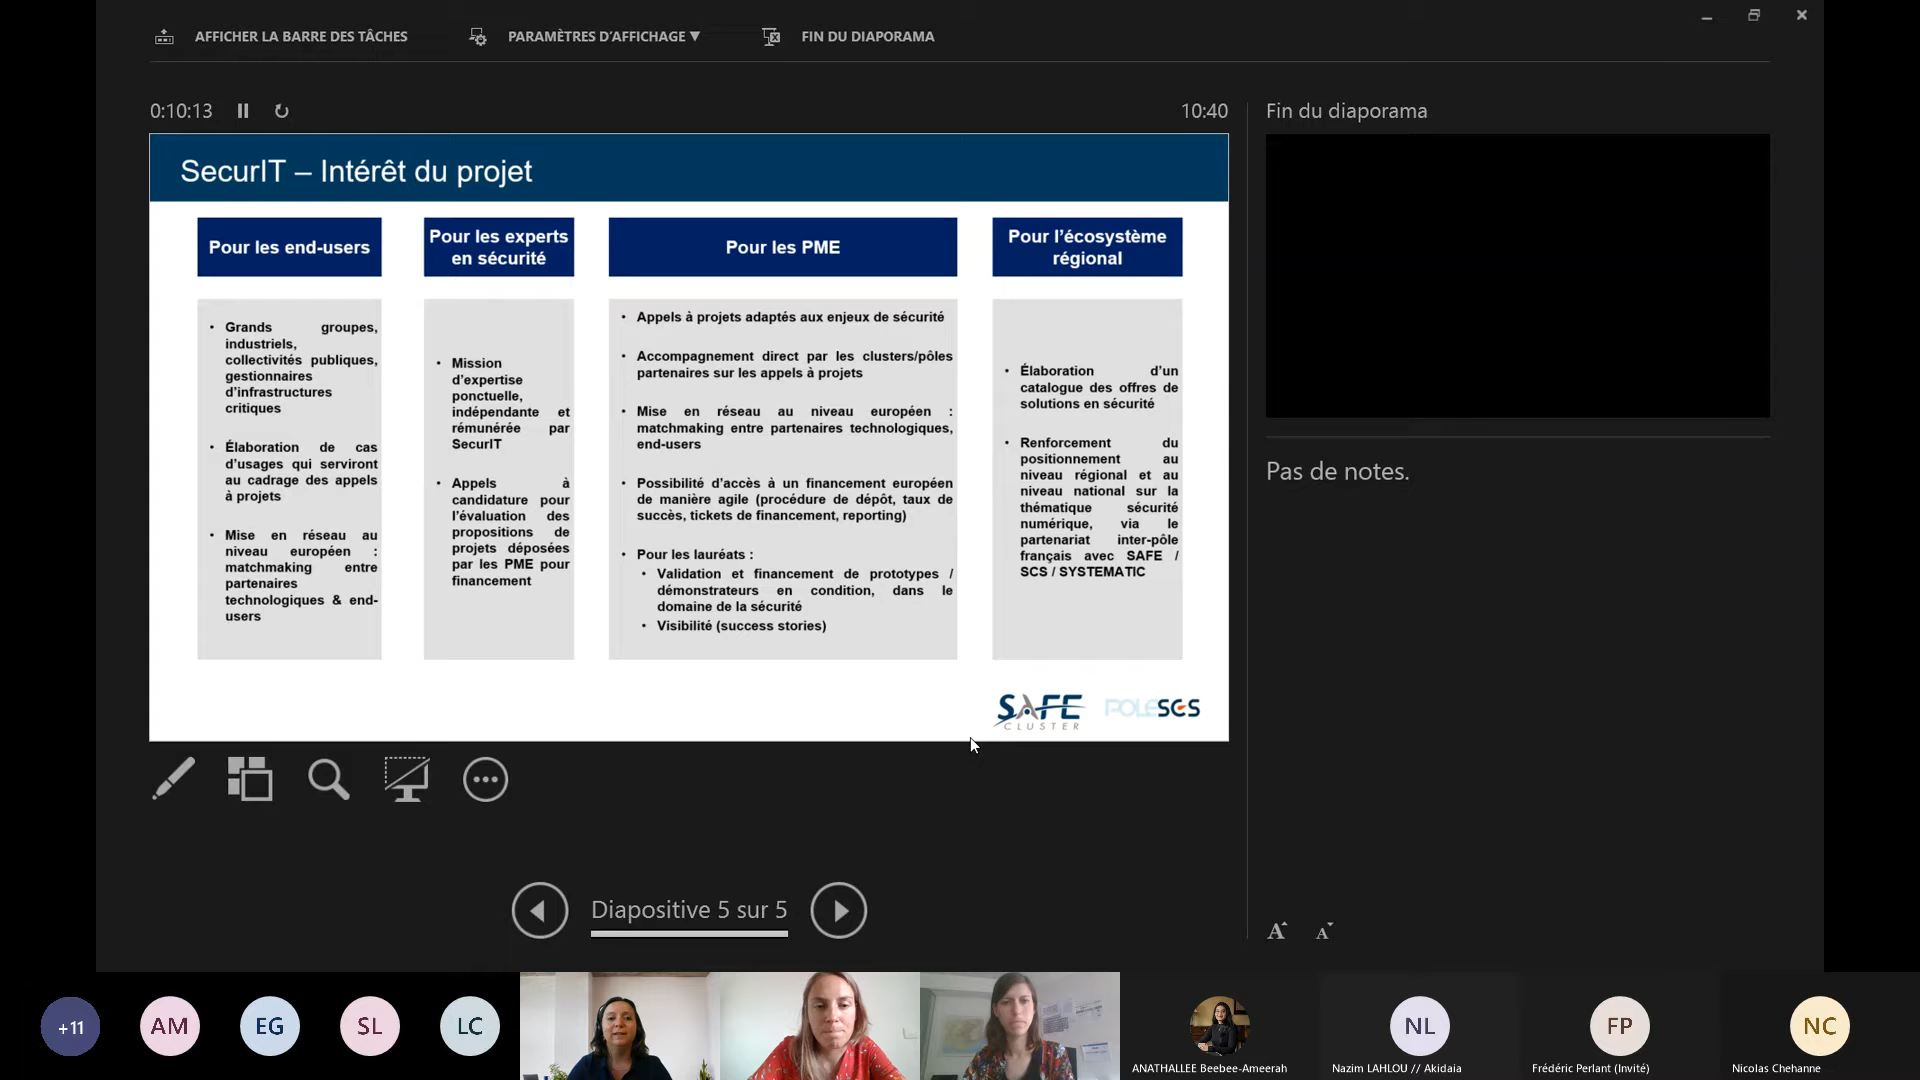 AFFICHER LA BARRE DES TÂCHES
PARAMÈTRES D'AFFICHAGE ▼
FIN DU DIAPORAMA
0:10:13
10:40
Fin du diaporama
SecurIT – Intérêt du projet
Pour les end-users
• Grands groupes,
industriels,
collectivités publiques,
gestionnaires
d'infrastructures
critiques
• Élaboration de cas
d'usages qui serviront
au cadrage des appels
à projets
• Mise en réseau au
niveau européen :
matchmaking entre
partenaires
technologiques & end-
users
Pour les experts
en sécurité
• Mission
d'expertise
ponctuelle,
indépendante et
rémunérée par
SecurIT
• Appels à
candidature pour
l'évaluation des
propositions de
projets déposées
par les PME pour
financement
Pour les PME
• Appels à projets adaptés aux enjeux de sécurité
• Accompagnement direct par les clusters/pôles
partenaires sur les appels à projets
• Mise en réseau au niveau européen :
matchmaking entre partenaires technologiques,
end-users
• Possibilité d'accès à un financement européen
de manière agile (procédure de dépôt, taux de
succès, tickets de financement, reporting)
• Pour les lauréats :
• Validation et financement de prototypes /
démonstrateurs en condition, dans le
domaine de la sécurité
• Visibilité (success stories)
Pour l'écosystème
régional
• Élaboration d'un
catalogue des offres de
solutions en sécurité
• Renforcement du
positionnement au
niveau régional et au
niveau national sur la
thématique sécurité
numérique, via le
partenariat inter-pôle
français avec SAFE /
SCS / SYSTEMATIC
SAFE
CLUSTER
POLESCS
Pas de notes.
Diapositive 5 sur 5
A A
+11
AM
EG
SL
LC
ANATHALLEE Beebee-Ameerah
NL
Nazim LAHLOU // Akidaia
FP
Frédéric Perlant (Invité)
NC
Nicolas Chehanne